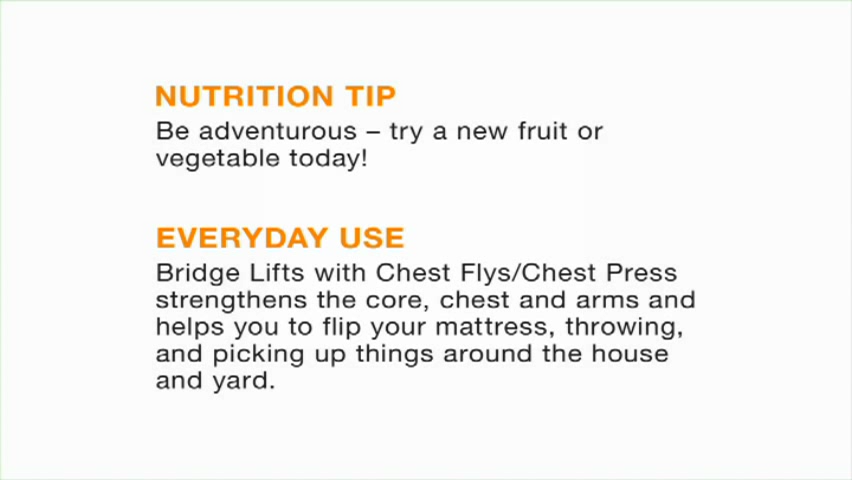 NUTRITION TIP
Be adventurous – try a new fruit or
vegetable today!
EVERYDAY USE
Bridge Lifts with Chest Flys/Chest Press
strengthens the core, chest and arms and
helps you to flip your mattress, throwing,
and picking up things around the house
and yard.